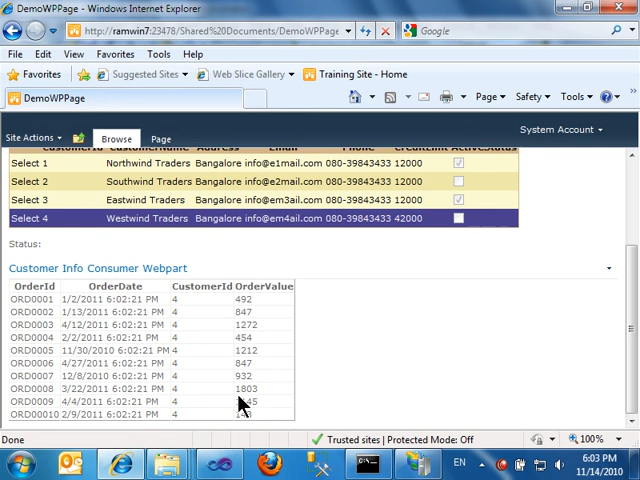 DemoWPPage - Windows Internet Explorer
http://ramwin7:23478/Shared%20Documents/DemoWPPage
Google
File Edit View Favorites Tools Help
Favorites Suggested Sites Web Slice Gallery Training Site - Home
DemoWPPage
Page Safety Tools
Site Actions Browse Page System Account
CustomerId CustomerName Address Email Phone CreditLimit ActiveStatus
Select 1 Northwind Traders Bangalore info@e1mail.com 080-39843433 12000
Select 2 Southwind Traders Bangalore info@e2mail.com 080-39843433 12000
Select 3 Eastwind Traders Bangalore info@em3ail.com 080-39843433 12000
Select 4 Westwind Traders Bangalore info@em4ail.com 080-39843433 42000
Status:
Customer Info Consumer Webpart
OrderId OrderDate CustomerId OrderValue
ORD0001 1/2/2011 6:02:21 PM 4 492
ORD0002 1/13/2011 6:02:21 PM 4 847
ORD0003 4/12/2011 6:02:21 PM 4 1272
ORD0004 2/2/2011 6:02:21 PM 4 454
ORD0005 11/30/2010 6:02:21 PM 4 1212
ORD0006 4/27/2011 6:02:21 PM 4 847
ORD0007 12/8/2010 6:02:21 PM 4 932
ORD0008 3/22/2011 6:02:21 PM 4 1803
ORD0009 4/4/2011 6:02:21 PM 4
ORD00010 2/9/2011 6:02:21 PM 4
Done Trusted sites | Protected Mode: Off 100%
EN 6:03 PM
11/14/2010